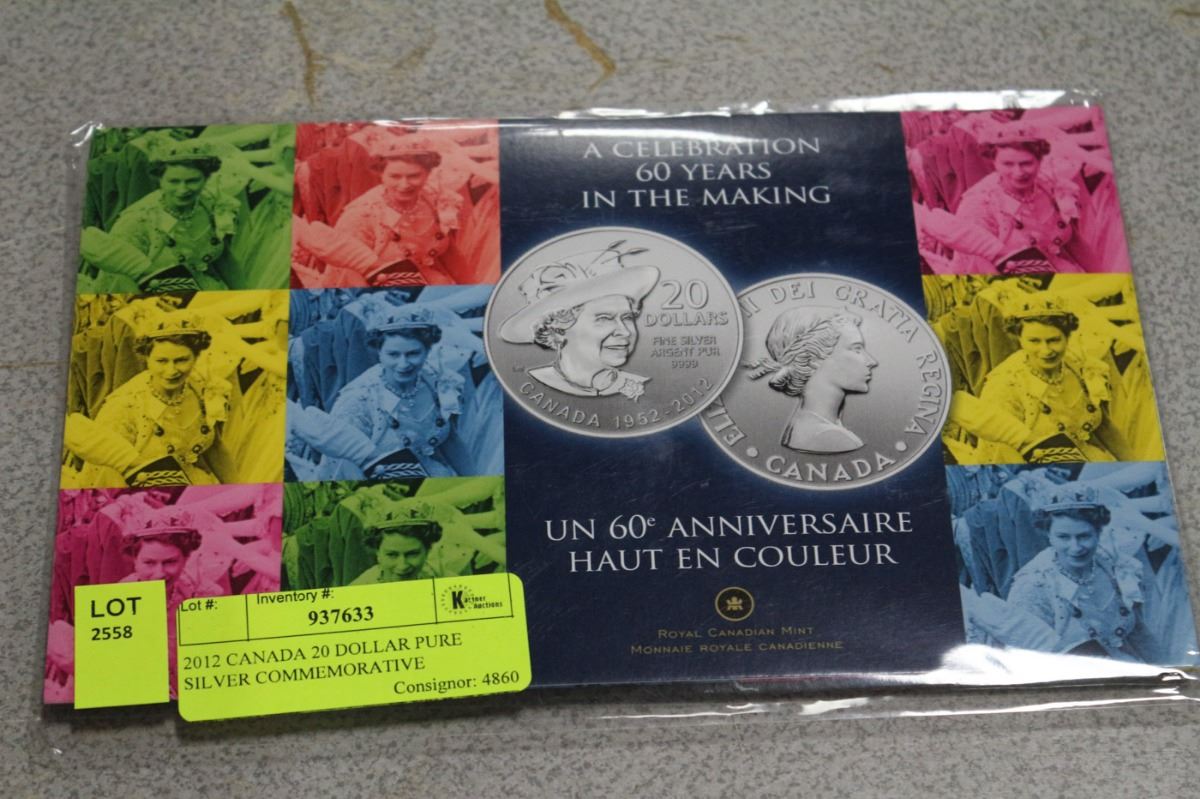 A CELEBRATION
60 YEARS
IN THE MAKING
20
DOLLARS
FINE SILVER
ARGENT PUR
9999
CANADA 1952-2012
DEI GRATIA REGINA
• CANADA •
UN 60e ANNIVERSAIRE
HAUT EN COULEUR
ROYAL CANADIAN MINT
MONNAIE ROYALE CANADIENNE
LOT
2558
Lot #:
Inventory #:
937633
Kastner
Auctions
2012 CANADA 20 DOLLAR PURE
SILVER COMMEMORATIVE
Consignor: 4860